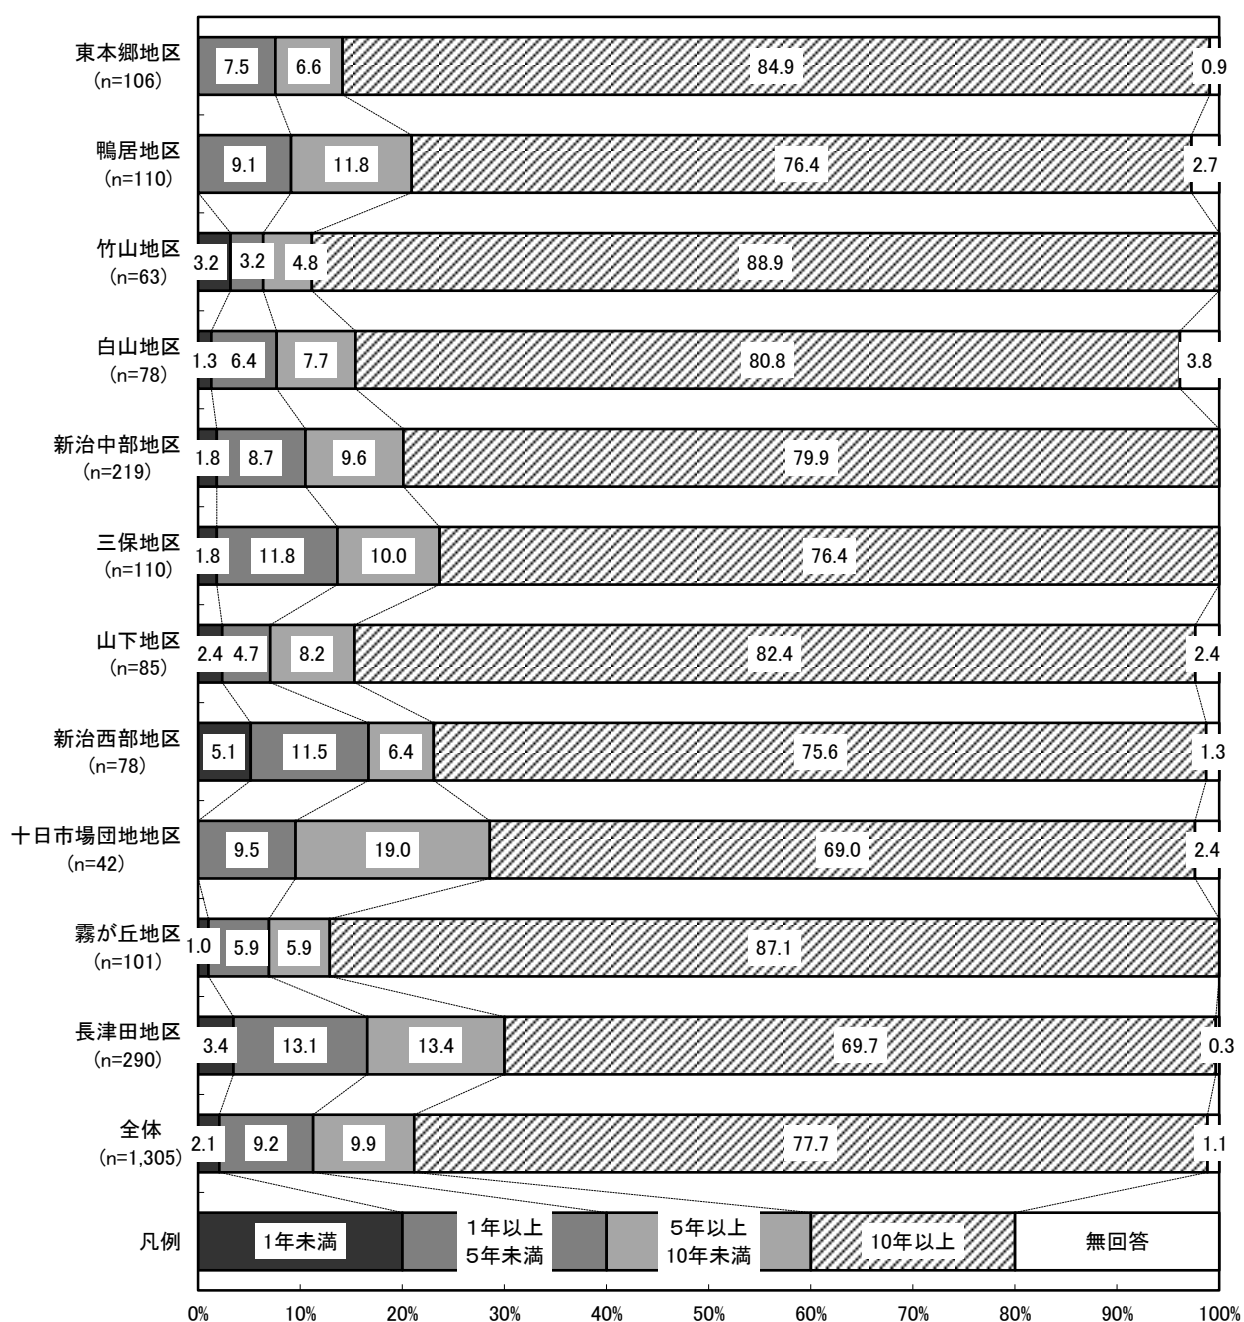 東本郷地区
(n=106)
7.5
6.6
84.9
0.9
鴨居地区
(n=110)
9.1
11.8
76.4
2.7
竹山地区
(n=63)
3.2
3.2
4.8
88.9
白山地区
(n=78)
1.3
6.4
7.7
80.8
3.8
新治中部地区
(n=219)
1.8
8.7
9.6
79.9
三保地区
(n=110)
1.8
11.8
10.0
76.4
山下地区
(n=85)
2.4
4.7
8.2
82.4
2.4
新治西部地区
(n=78)
5.1
11.5
6.4
75.6
1.3
十日市場団地地区
(n=42)
9.5
19.0
69.0
2.4
霧が丘地区
(n=101)
1.0
5.9
5.9
87.1
長津田地区
(n=290)
3.4
13.1
13.4
69.7
0.3
全体
(n=1,305)
2.1
9.2
9.9
77.7
1.1
凡例
1年未満
1年以上
5年未満
5年以上
10年未満
10年以上
無回答
0% 10% 20% 30% 40% 50% 60% 70% 80% 90% 100%